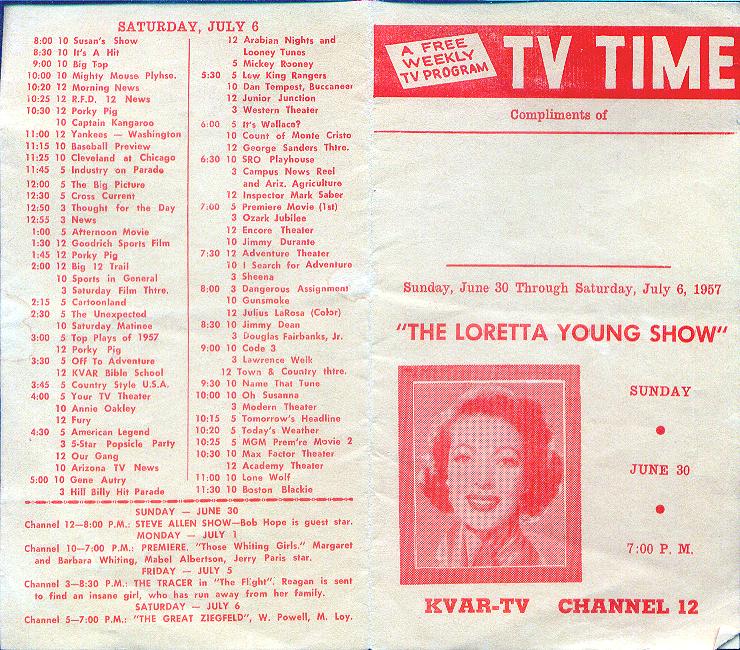 SATURDAY, JULY 6
8:00 10 Susan's Show
8:30 10 It's A Hit
9:00 10 Big Top
10:00 10 Mighty Mouse Plyhse.
10:20 12 Morning News
10:25 12 R.F.D. 12 News
10:30 12 Porky Pig
10 Captain Kangaroo
11:00 12 Yankees — Washington
11:15 10 Baseball Preview
11:25 10 Cleveland at Chicago
11:45 5 Industry on Parade
12:00 5 The Big Picture
12:30 5 Cross Current
12:50 3 Thought for the Day
12:55 3 News
1:00 5 Afternoon Movie
1:30 12 Goodrich Sports Film
1:45 12 Porky Pig
2:00 12 Big 12 Trail
10 Sports in General
3 Saturday Film Thtre.
2:15 5 Cartoonland
2:30 5 The Unexpected
10 Saturday Matinee
3:00 5 Top Plays of 1957
12 Porky Pig
3:30 5 Off To Adventure
12 KVAR Bible School
3:45 5 Country Style U.S.A.
4:00 5 Your TV Theater
10 Annie Oakley
12 Fury
4:30 5 American Legend
3 5-Star Popsicle Party
12 Our Gang
10 Arizona TV News
5:00 10 Gene Autry
3 Hill Billy Hit Parade
12 Arabian Nights and
Looney Tunes
5 Mickey Rooney
5:30 5 Low King Rangers
10 Dan Tempest, Buccaneer
12 Junior Junction
3 Western Theater
6:00 5 It's Wallace?
10 Count of Monte Cristo
12 George Sanders Thtre.
6:30 10 SRO Playhouse
3 Campus News Reel
and Ariz. Agriculture
12 Inspector Mark Saber
7:00 5 Premiere Movie (1st)
3 Ozark Jubilee
12 Encore Theater
10 Jimmy Durante
7:30 12 Adventure Theater
10 I Search for Adventure
3 Sheena
8:00 3 Dangerous Assignment
10 Gunsmoke
12 Julius LaRosa (Color)
8:30 10 Jimmy Dean
3 Douglas Fairbanks, Jr.
9:00 10 Code 3
3 Lawrence Welk
12 Town & Country thtre.
9:30 10 Name That Tune
10:00 10 Oh Susanna
3 Modern Theater
10:15 5 Tomorrow's Headline
10:20 5 Today's Weather
10:25 5 MGM Prem're Movie 2
10:30 10 Max Factor Theater
12 Academy Theater
11:00 10 Lone Wolf
11:30 10 Boston Blackie
SUNDAY — JUNE 30
Channel 12—8:00 P.M.: STEVE ALLEN SHOW—Bob Hope is guest star.
MONDAY — JULY 1
Channel 10—7:00 P.M.: PREMIERE. "Those Whiting Girls." Margaret
and Barbara Whiting, Mabel Albertson, Jerry Paris star.
FRIDAY — JULY 5
Channel 3—8:30 P.M.: THE TRACER in "The Flight". Reagan is sent
to find an insane girl, who has run away from her family.
SATURDAY — JULY 6
Channel 5—7:00 P.M.: "THE GREAT ZIEGFELD", W. Powell, M. Loy.
A FREE
WEEKLY
TV PROGRAM
TV TIME
Compliments of
Sunday, June 30 Through Saturday, July 6, 1957
"THE LORETTA YOUNG SHOW"
SUNDAY
●
JUNE 30
●
7:00 P. M.
KVAR-TV CHANNEL 12